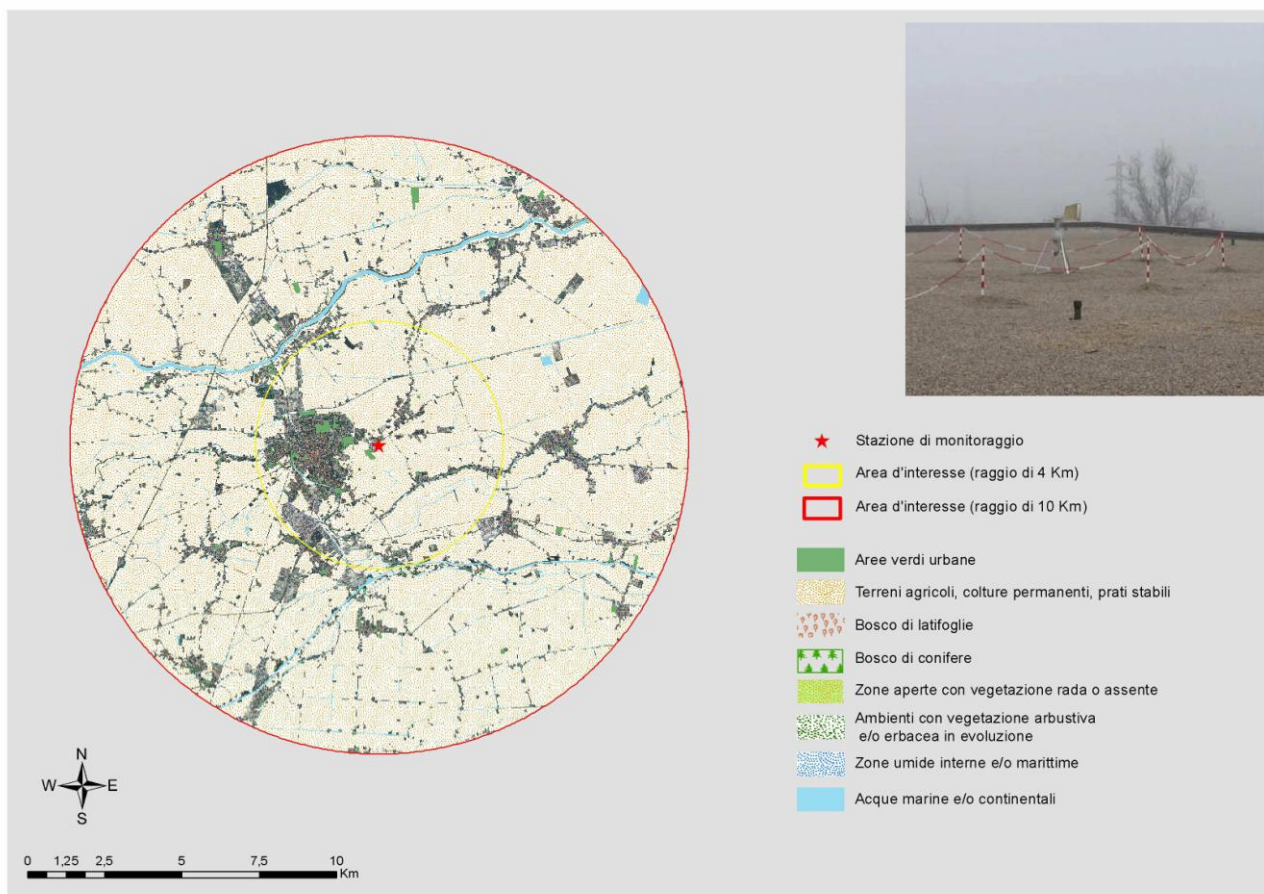 Stazione di monitoraggio
Area d'interesse (raggio di 4 Km)
Area d'interesse (raggio di 10 Km)
Aree verdi urbane
Terreni agricoli, colture permanenti, prati stabili
Bosco di latifoglie
Bosco di conifere
Zone aperte con vegetazione rada o assente
Ambienti con vegetazione arbustiva
e/o erbacea in evoluzione
Zone umide interne e/o marittime
Acque marine e/o continentali
N
W E
S
0 1,25 2,5 5 7,5 10
Km